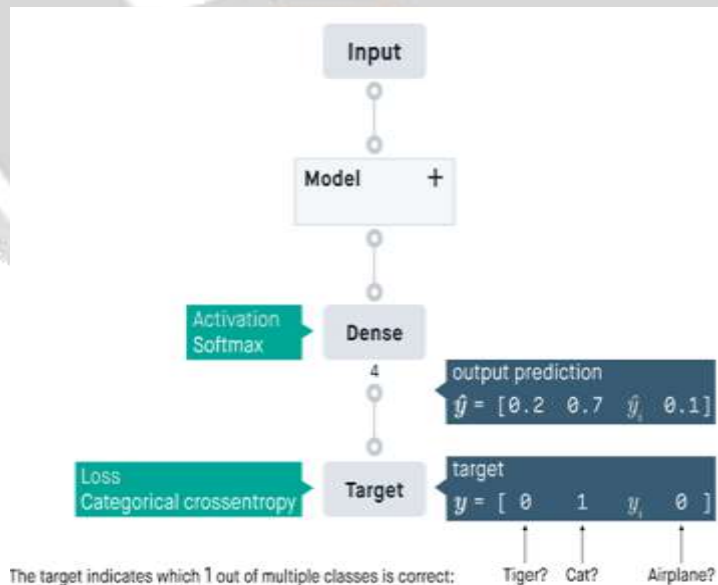 Input
Model +
Activation
Softmax
Dense
4
output prediction
ŷ = [0.2 0.7 ŷᵢ 0.1]
Loss
Categorical crossentropy
Target
target
y = [ 0 1 yᵢ 0 ]
The target indicates which 1 out of multiple classes is correct: Tiger? Cat? Airplane?